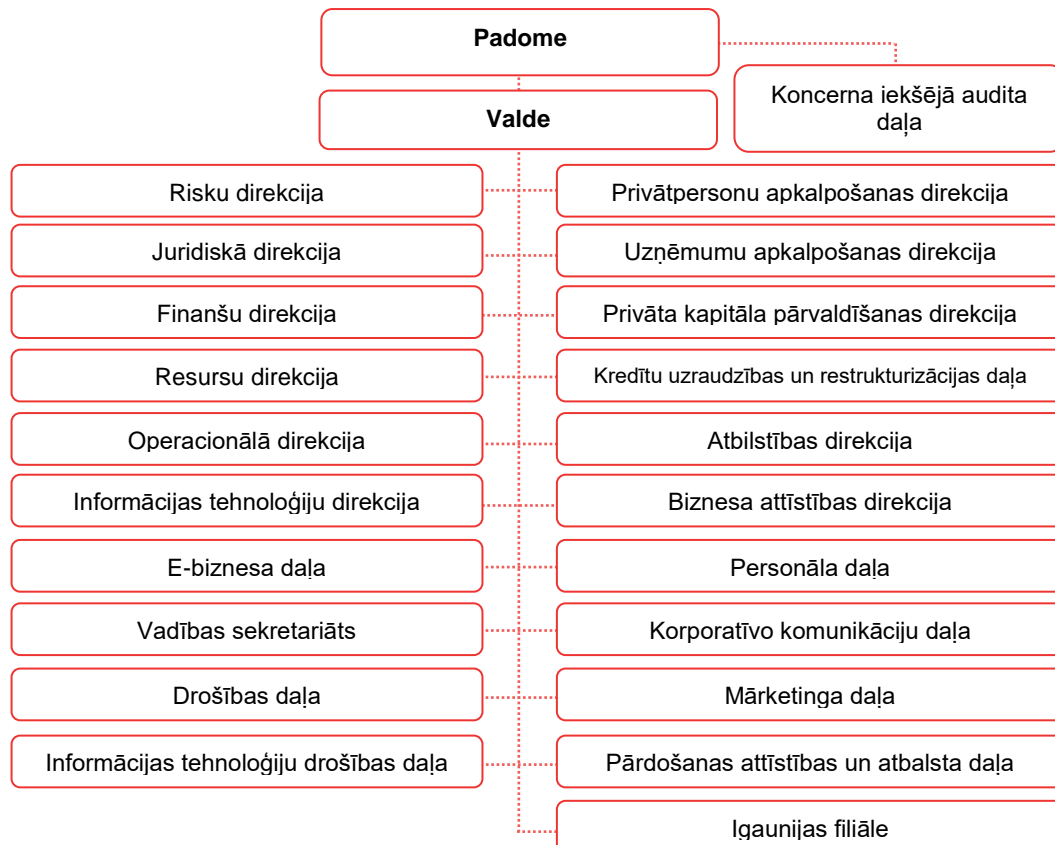 Padome
Koncerna iekšējā audita
daļa
Valde
Risku direkcija
Privātpersonu apkalpošanas direkcija
Juridiskā direkcija
Uzņēmumu apkalpošanas direkcija
Finanšu direkcija
Privāta kapitāla pārvaldīšanas direkcija
Resursu direkcija
Kredītu uzraudzības un restrukturizācijas daļa
Operacionālā direkcija
Atbilstības direkcija
Informācijas tehnoloģiju direkcija
Biznesa attīstības direkcija
E-biznesa daļa
Personāla daļa
Vadības sekretariāts
Korporatīvo komunikāciju daļa
Drošības daļa
Mārketinga daļa
Informācijas tehnoloģiju drošības daļa
Pārdošanas attīstības un atbalsta daļa
Igaunijas filiāle